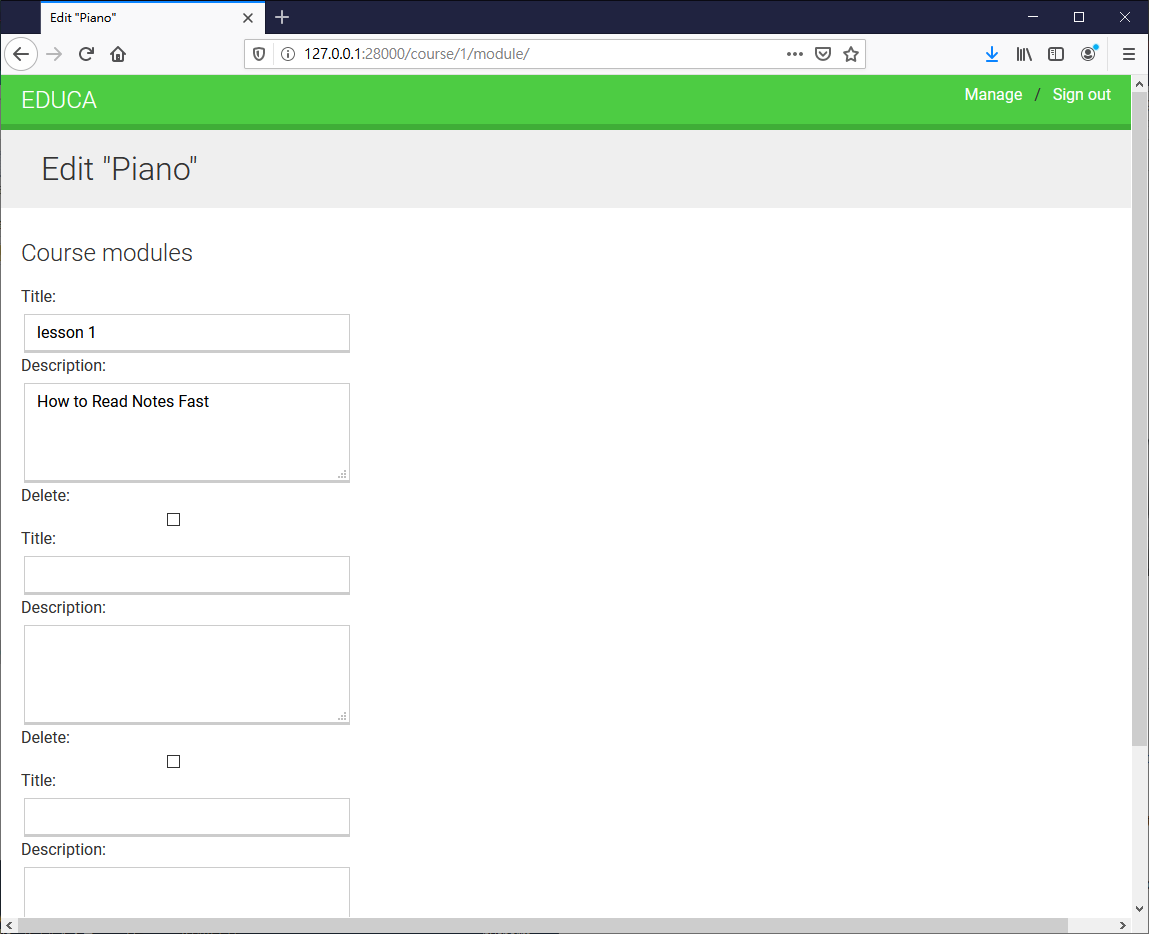 Edit "Piano"
127.0.0.1:28000/course/1/module/
EDUCA
Manage / Sign out
Edit "Piano"
Course modules
Title:
lesson 1
Description:
How to Read Notes Fast
Delete:
Title:
Description:
Delete:
Title:
Description: